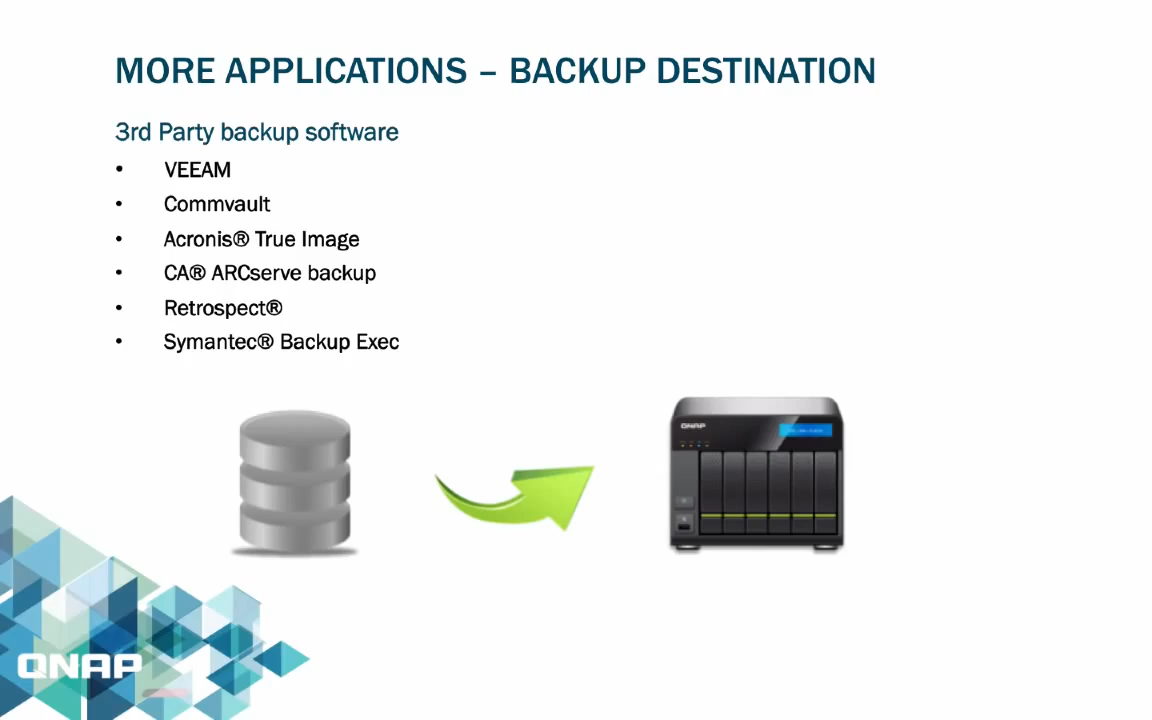 MORE APPLICATIONS – BACKUP DESTINATION
3rd Party backup software
• VEEAM
• Commvault
• Acronis® True Image
• CA® ARCserve backup
• Retrospect®
• Symantec® Backup Exec
QNAP
QNAP